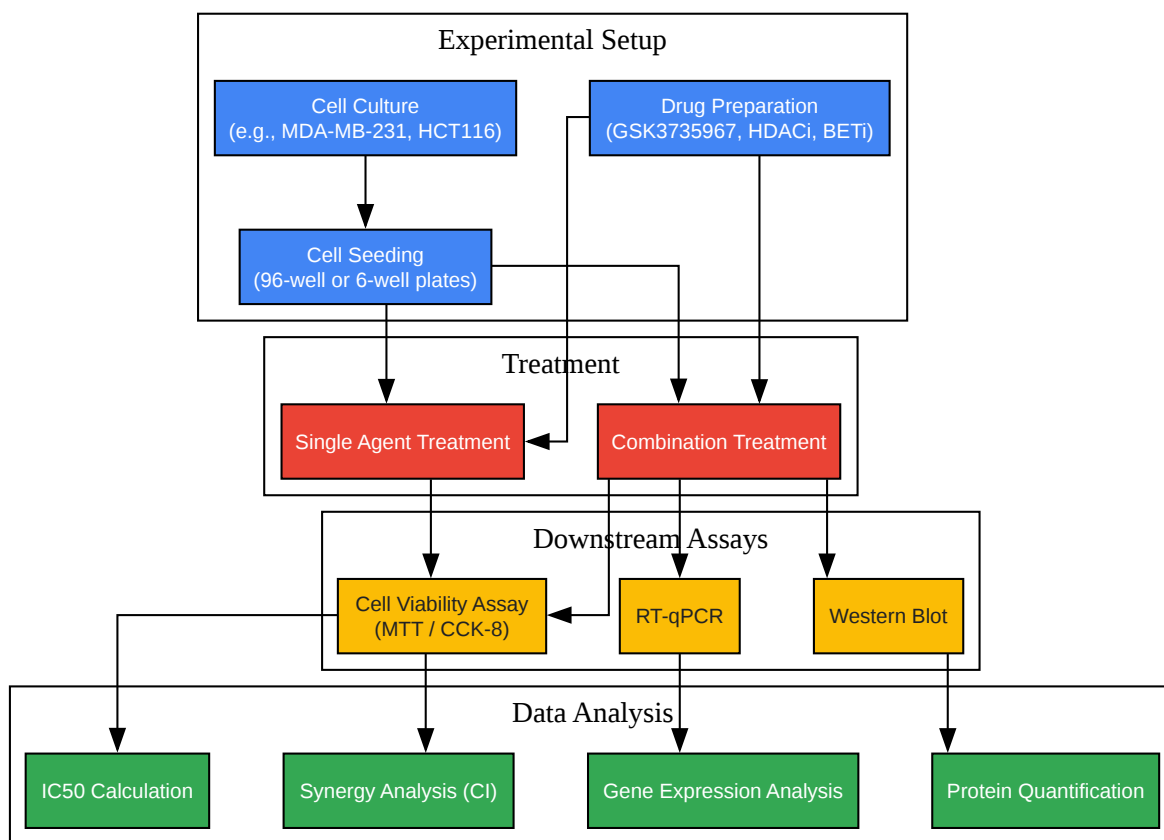 Experimental Setup
Cell Culture
(e.g., MDA-MB-231, HCT116)
Drug Preparation
(GSK3735967, HDACi, BETi)
Cell Seeding
(96-well or 6-well plates)
Treatment
Single Agent Treatment
Combination Treatment
Downstream Assays
Cell Viability Assay
(MTT / CCK-8)
RT-qPCR
Western Blot
Data Analysis
IC50 Calculation
Synergy Analysis (CI)
Gene Expression Analysis
Protein Quantification